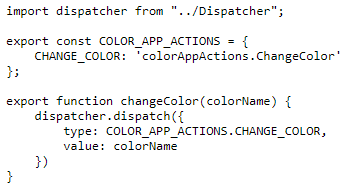 import dispatcher from "../Dispatcher";

export const COLOR_APP_ACTIONS = {
    CHANGE_COLOR: 'colorAppActions.ChangeColor'
};

export function changeColor(colorName) {
    dispatcher.dispatch({
        type: COLOR_APP_ACTIONS.CHANGE_COLOR,
        value: colorName
    })
}